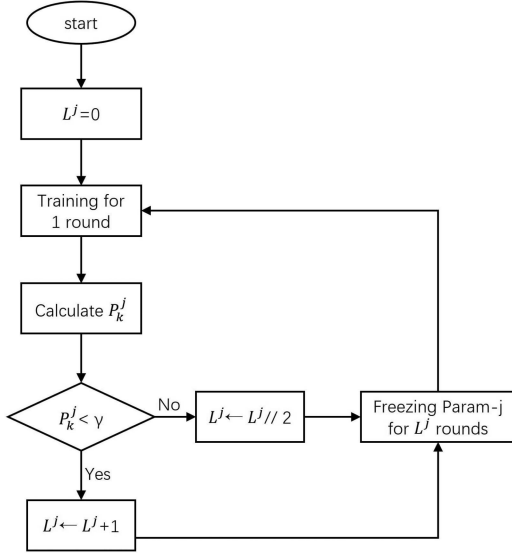 start
L^j=0
Training for
1 round
Calculate P_k^j
P_k^j< γ
No
L^j← L^j// 2
Freezing Param-j
for L^j rounds
Yes
L^j← L^j+1